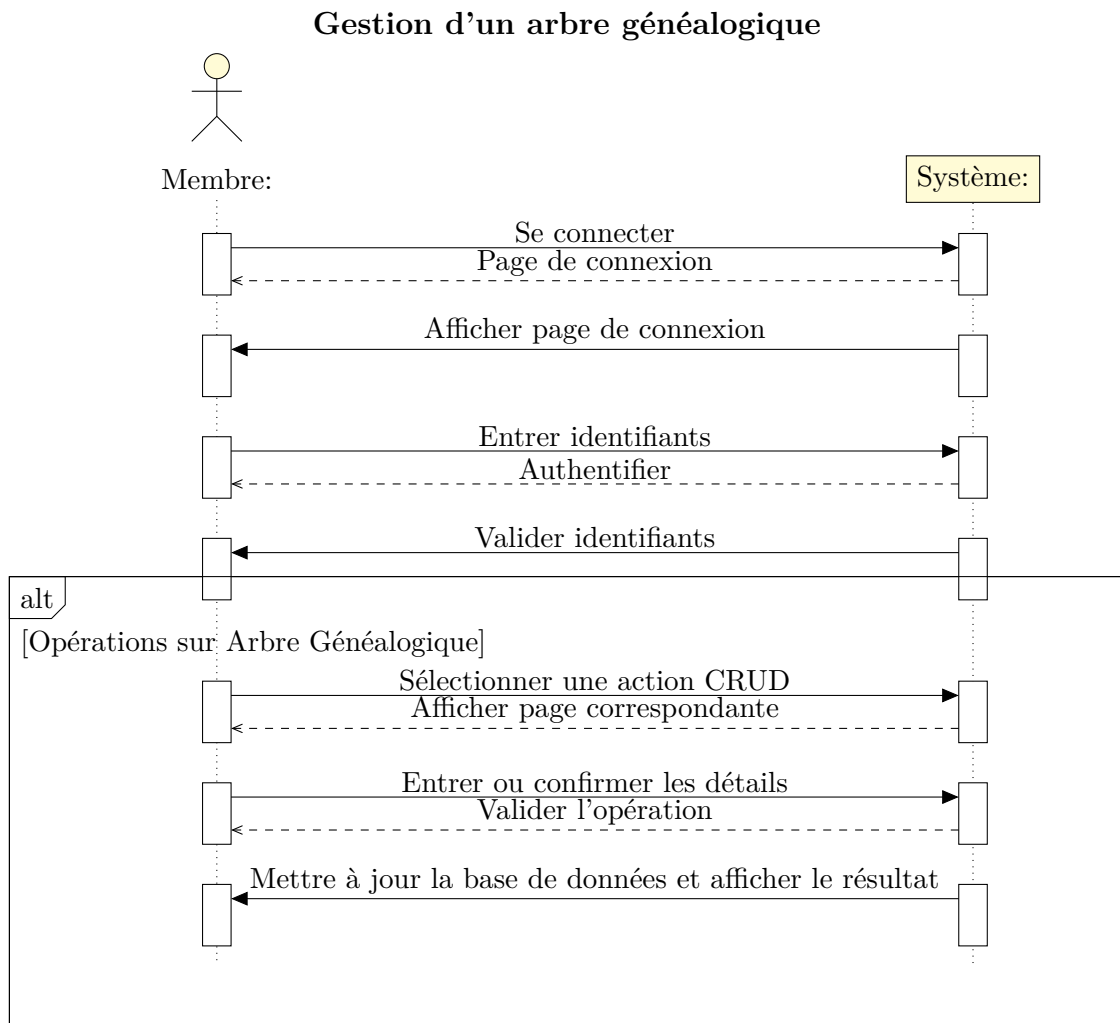 Gestion d'un arbre généalogique
Membre:
Système:
Se connecter
Page de connexion
Afficher page de connexion
Entrer identifiants
Authentifier
Valider identifiants
alt
[Opérations sur Arbre Généalogique]
Sélectionner une action CRUD
Afficher page correspondante
Entrer ou confirmer les détails
Valider l'opération
Mettre à jour la base de données et afficher le résultat